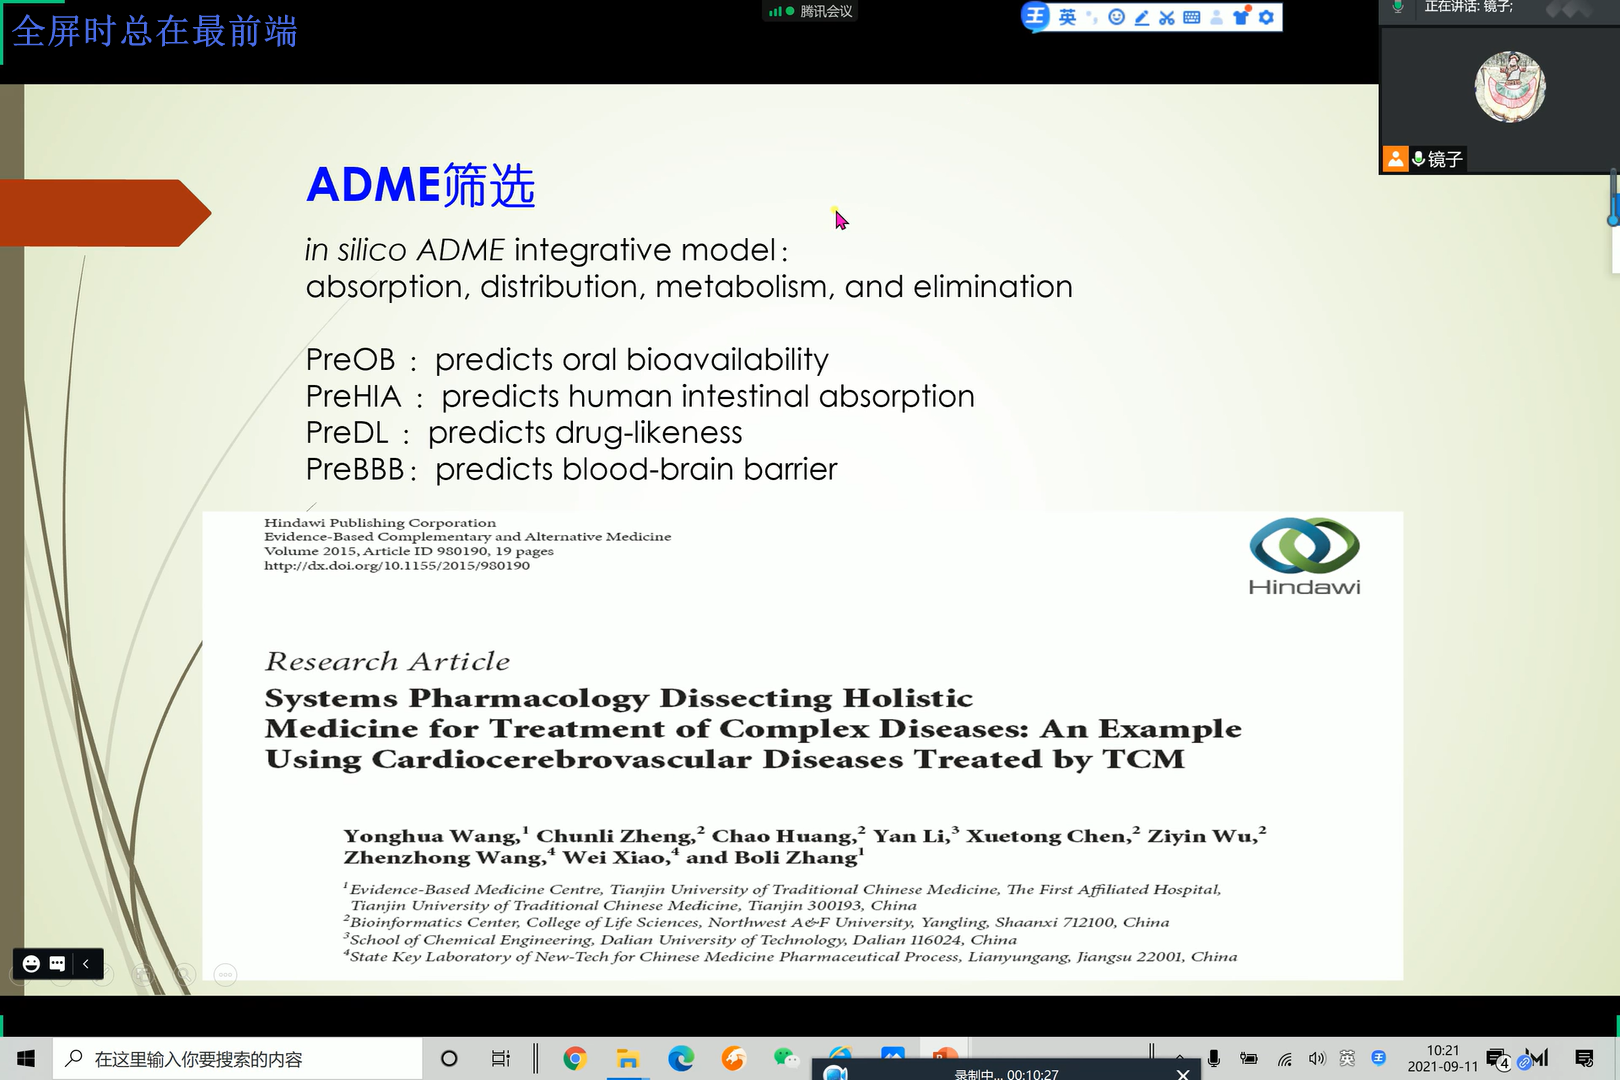 全屏时总在最前端
腾讯会议
英
正在讲话: 镜子;
镜子
ADME筛选
in silico ADME integrative model：
absorption, distribution, metabolism, and elimination
PreOB ： predicts oral bioavailability
PreHIA ： predicts human intestinal absorption
PreDL ： predicts drug-likeness
PreBBB： predicts blood-brain barrier
Hindawi Publishing Corporation
Evidence-Based Complementary and Alternative Medicine
Volume 2015, Article ID 980190, 19 pages
http://dx.doi.org/10.1155/2015/980190
Hindawi
Research Article
Systems Pharmacology Dissecting Holistic
Medicine for Treatment of Complex Diseases: An Example
Using Cardiocerebrovascular Diseases Treated by TCM
Yonghua Wang,1 Chunli Zheng,2 Chao Huang,2 Yan Li,3 Xuetong Chen,2 Ziyin Wu,2
Zhenzhong Wang,4 Wei Xiao,4 and Boli Zhang1
1Evidence-Based Medicine Centre, Tianjin University of Traditional Chinese Medicine, The First Affiliated Hospital,
Tianjin University of Traditional Chinese Medicine, Tianjin 300193, China
2Bioinformatics Center, College of Life Sciences, Northwest A&F University, Yangling, Shaanxi 712100, China
3School of Chemical Engineering, Dalian University of Technology, Dalian 116024, China
4State Key Laboratory of New-Tech for Chinese Medicine Pharmaceutical Process, Lianyungang, Jiangsu 22001, China
在这里输入你要搜索的内容
录制中... 00:10:27
英
10:21
2021-09-11
4